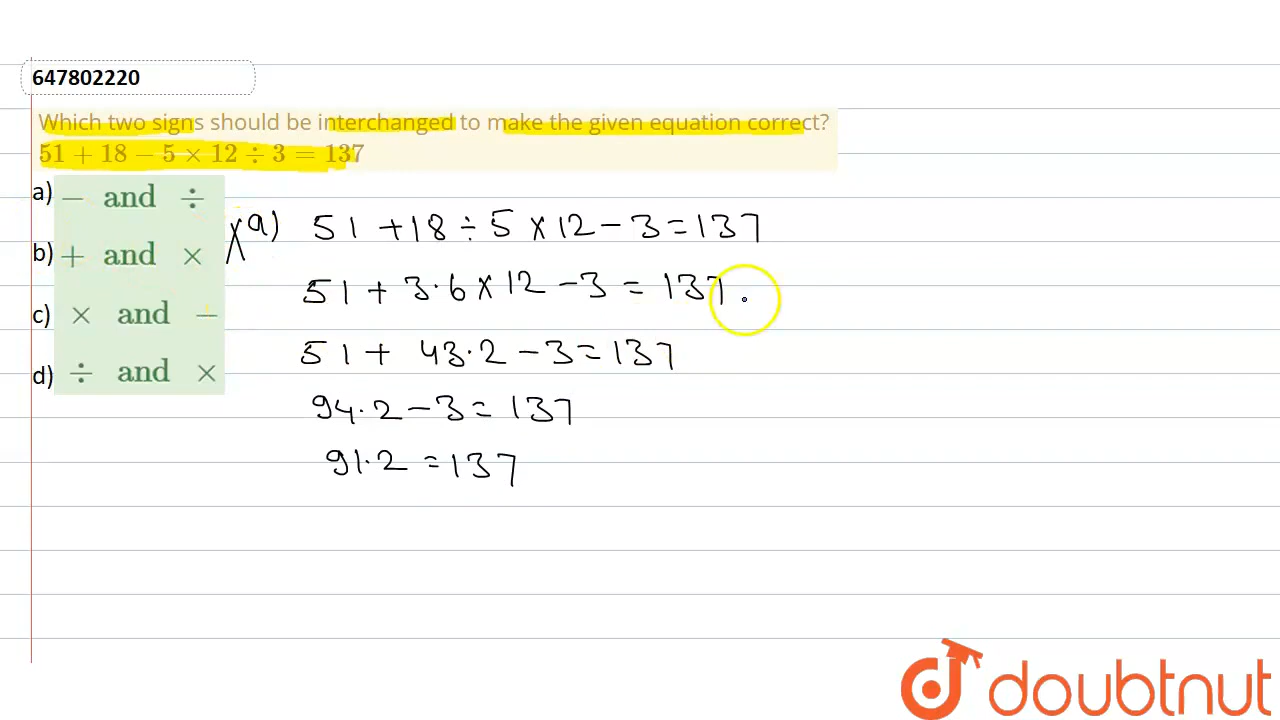 647802220
Which two signs should be interchanged to make the given equation correct?
51 + 18 − 5 × 12 ÷ 3 = 137
a) − and ÷
b) + and ×
c) × and −
d) ÷ and ×
× a) 51 + 18 ÷ 5 × 12 − 3 = 137
51 + 3.6 × 12 − 3 = 137
51 + 43.2 − 3 = 137
94.2 − 3 = 137
91.2 = 137
doubtnut